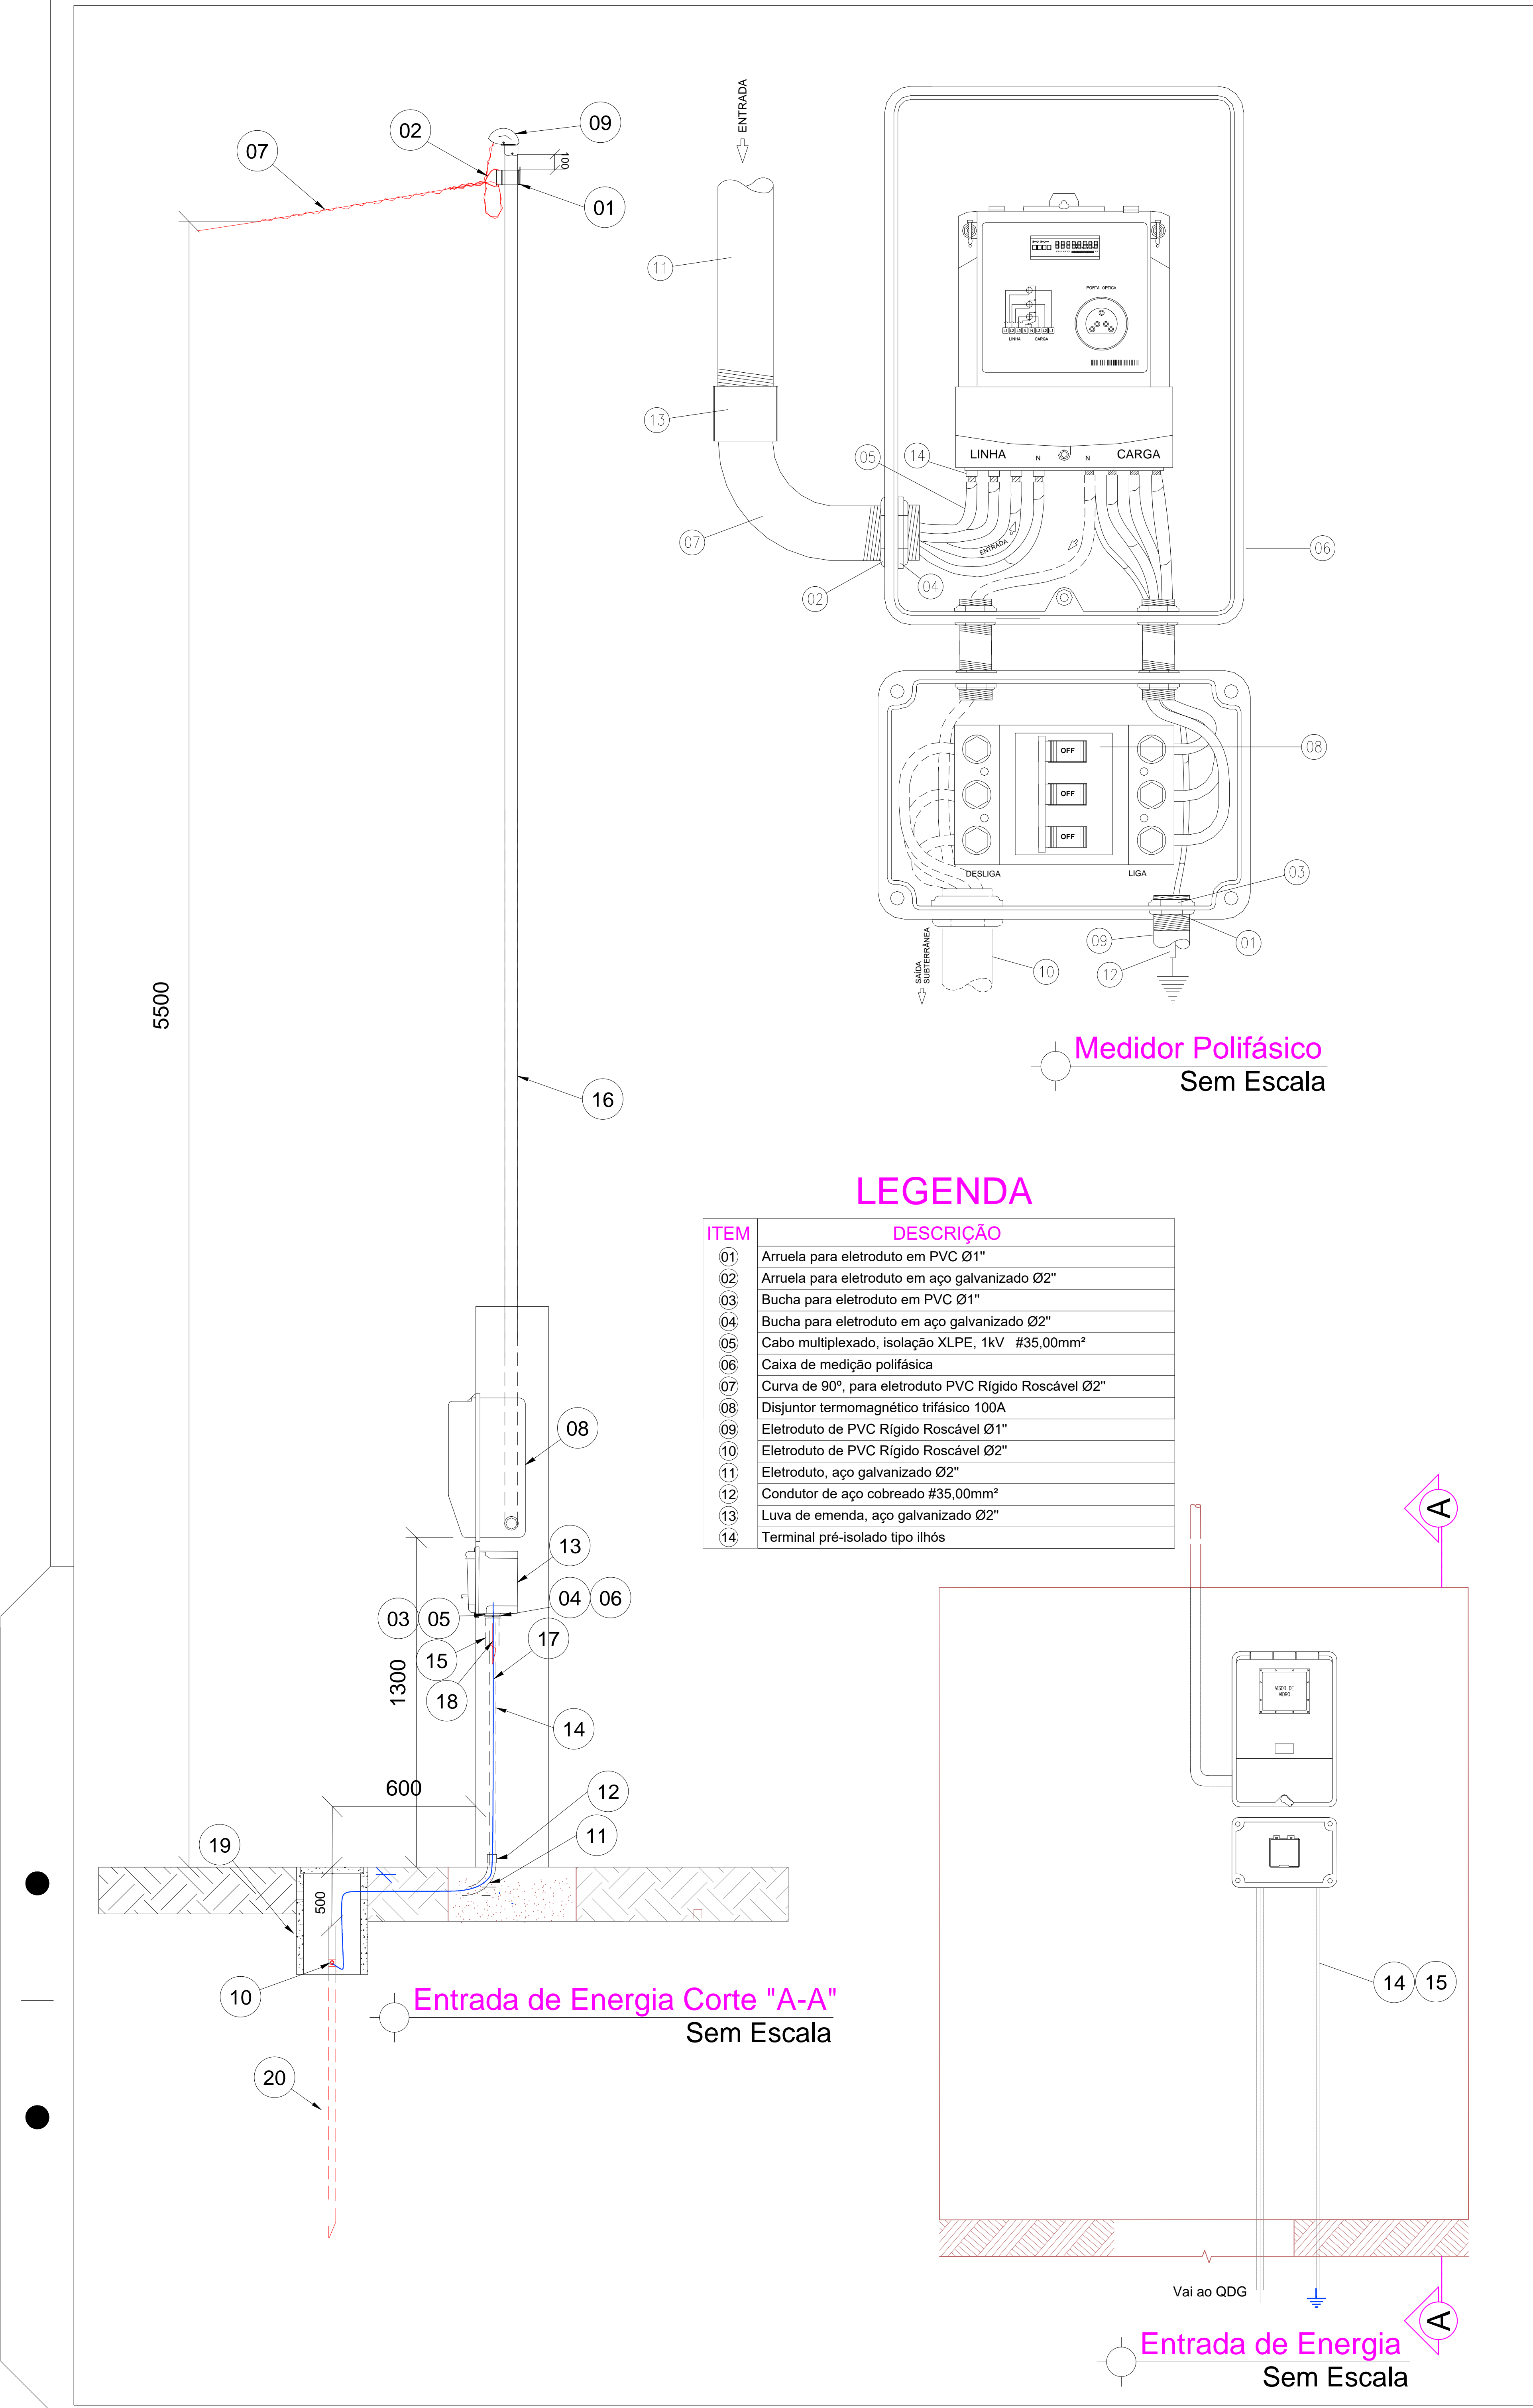 ENTRADA
09
02
07
100
01
11
PORTA ÓPTICA
L1 L2 L3 N N L3 L2 L1
LINHA CARGA
13
05
14
LINHA
N
N
CARGA
07
ENTRADA
06
04
02
08
OFF
OFF
OFF
DESLIGA
LIGA
03
09
01
10
12
SAÍDA
SUBTERRÂNEA
Medidor Polifásico
Sem Escala
5500
16
LEGENDA
ITEM DESCRIÇÃO
01 Arruela para eletroduto em PVC Ø1"
02 Arruela para eletroduto em aço galvanizado Ø2"
03 Bucha para eletroduto em PVC Ø1"
04 Bucha para eletroduto em aço galvanizado Ø2"
05 Cabo multiplexado, isolação XLPE, 1kV #35,00mm²
06 Caixa de medição polifásica
07 Curva de 90º, para eletroduto PVC Rígido Roscável Ø2"
08 Disjuntor termomagnético trifásico 100A
09 Eletroduto de PVC Rígido Roscável Ø1"
10 Eletroduto de PVC Rígido Roscável Ø2"
11 Eletroduto, aço galvanizado Ø2"
12 Condutor de aço cobreado #35,00mm²
13 Luva de emenda, aço galvanizado Ø2"
14 Terminal pré-isolado tipo ilhós
08
13
04 06
03 05
17
15
18
1300
14
600
12
11
19
500
10
Entrada de Energia Corte "A-A"
Sem Escala
20
A
VISOR DE
VIDRO
14 15
Vai ao QDG
A
Entrada de Energia
Sem Escala